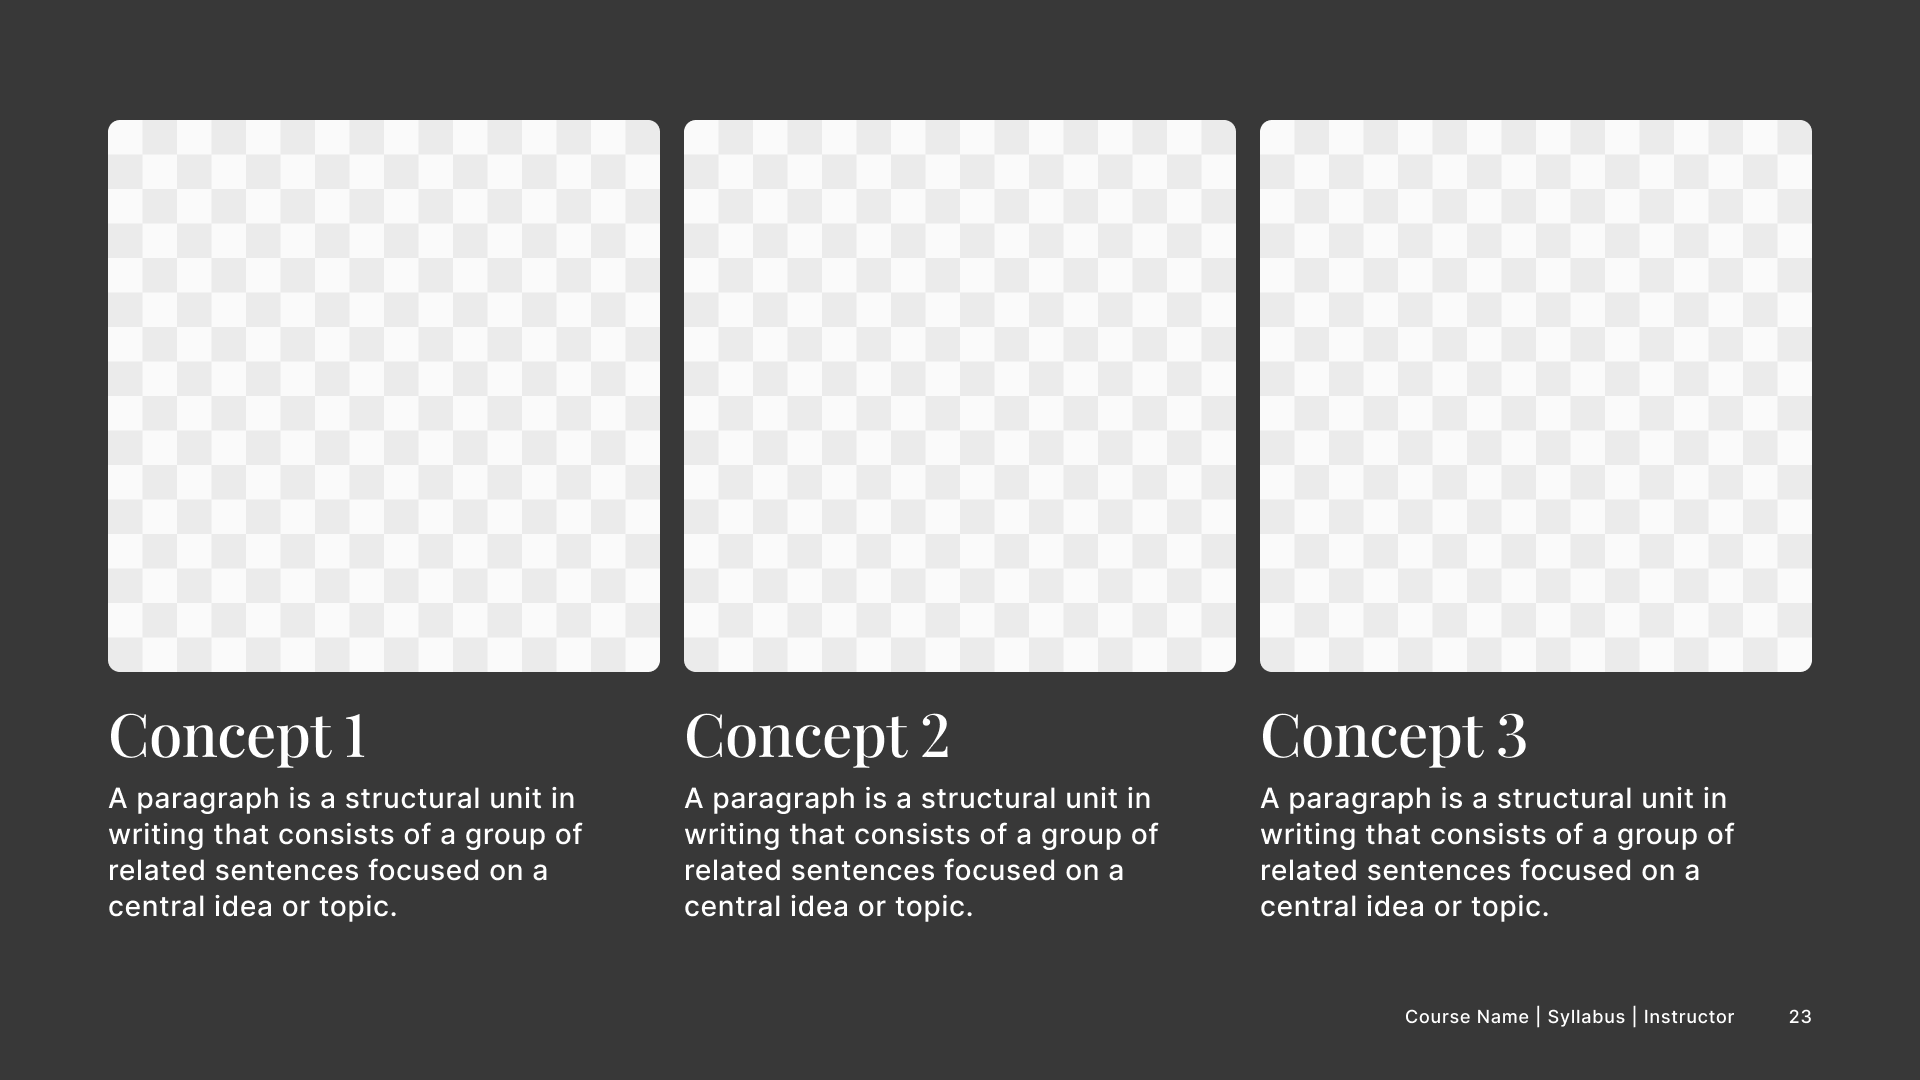 Concept 1
A paragraph is a structural unit in
writing that consists of a group of
related sentences focused on a
central idea or topic.
Concept 2
A paragraph is a structural unit in
writing that consists of a group of
related sentences focused on a
central idea or topic.
Concept 3
A paragraph is a structural unit in
writing that consists of a group of
related sentences focused on a
central idea or topic.
Course Name | Syllabus | Instructor 23